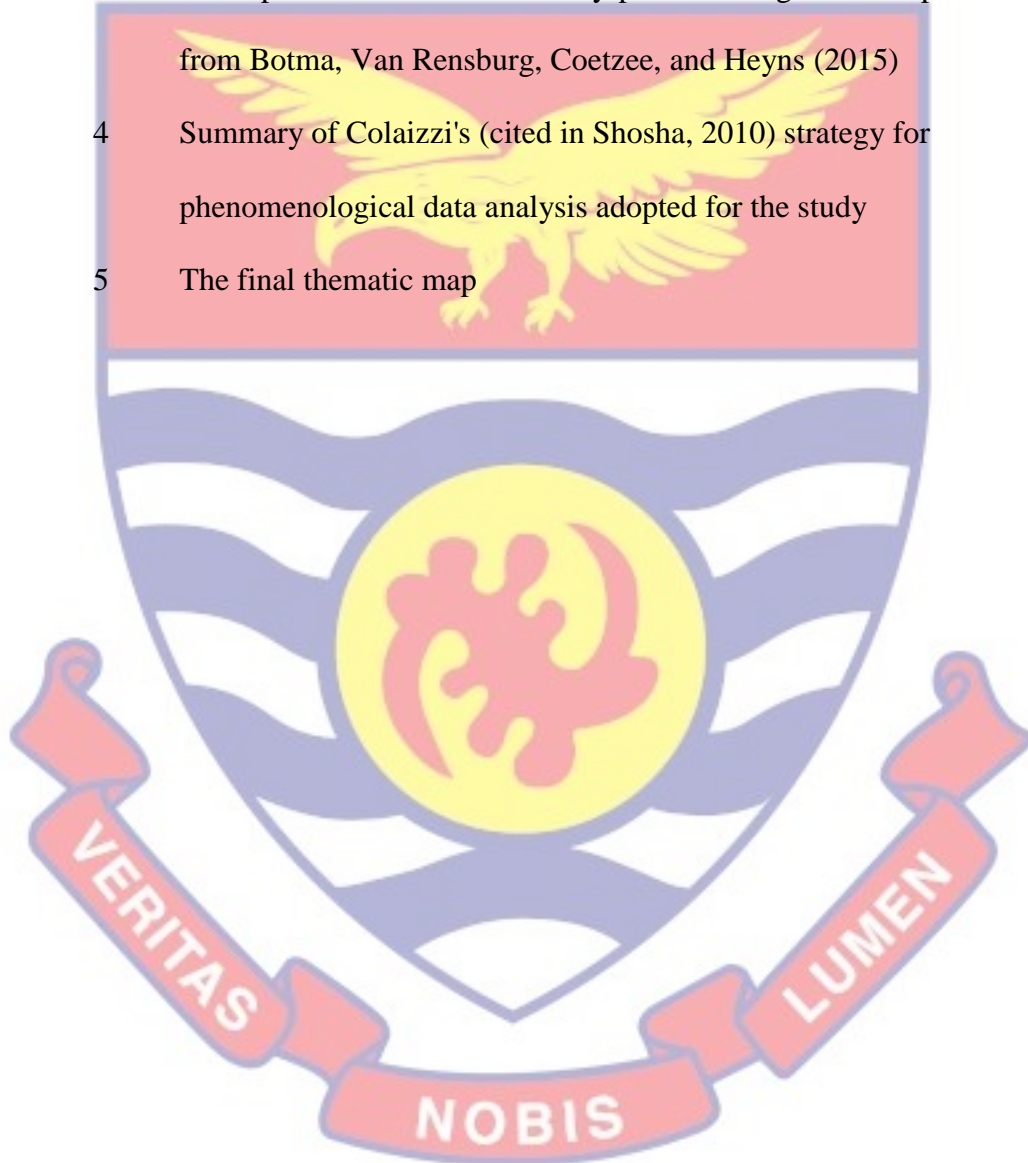 from Botma, Van Rensburg, Coetzee, and Heyns (2015)
4 Summary of Colaizzi's (cited in Shosha, 2010) strategy for
phenomenological data analysis adopted for the study
5 The final thematic map
VERITAS
NOBIS
LUMEN